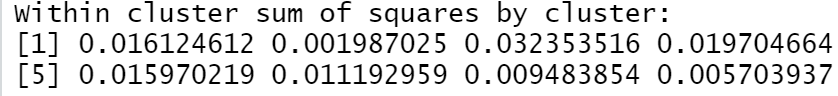 Within cluster sum of squares by cluster:
[1] 0.016124612 0.001987025 0.032353516 0.019704664
[5] 0.015970219 0.011192959 0.009483854 0.005703937